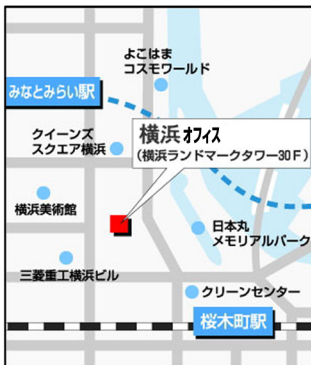 よこはま
コスモワールド
みなとみらい駅
クイーンズ
スクエア横浜
横浜オフィス
(横浜ランドマークタワー30F)
横浜美術館
日本丸
メモリアルパーク
三菱重工横浜ビル
クリーンセンター
桜木町駅